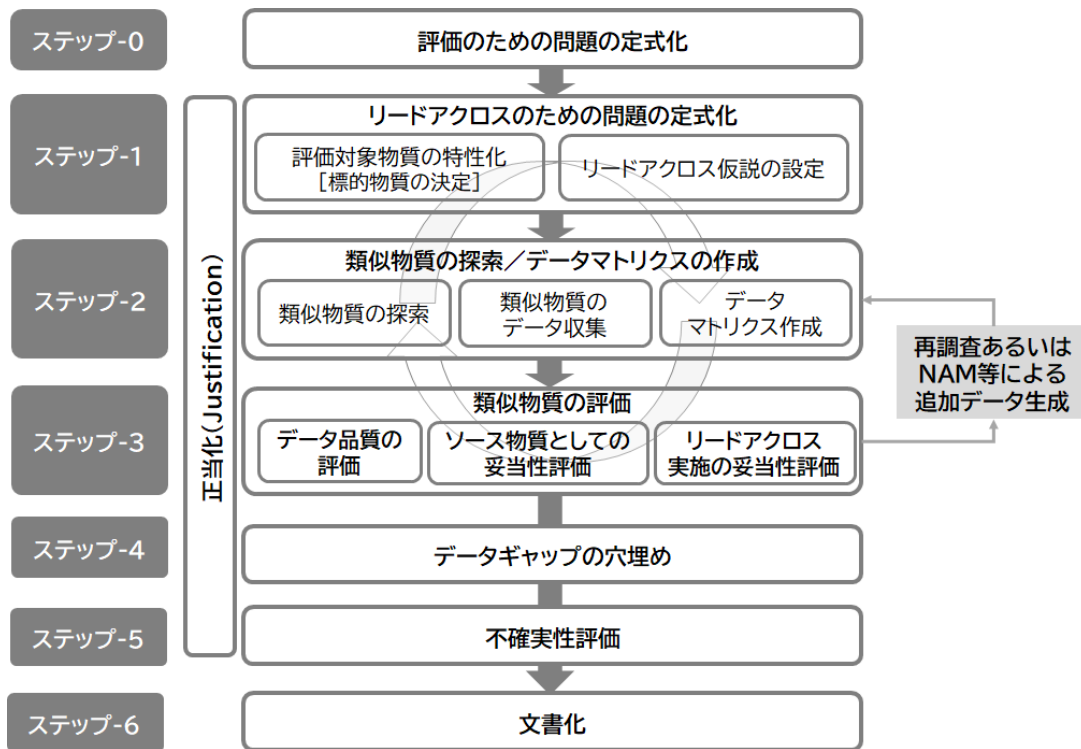 ステップ-0
評価のための問題の定式化
ステップ-1
リードアクロスのための問題の定式化
評価対象物質の特性化
[標的物質の決定]
リードアクロス仮説の設定
ステップ-2
類似物質の探索／データマトリクスの作成
類似物質の探索
類似物質の
データ収集
データ
マトリクス作成
再調査あるいは
NAM等による
追加データ生成
正当化(Justification)
ステップ-3
類似物質の評価
データ品質の
評価
ソース物質としての
妥当性評価
リードアクロス
実施の妥当性評価
ステップ-4
データギャップの穴埋め
ステップ-5
不確実性評価
ステップ-6
文書化